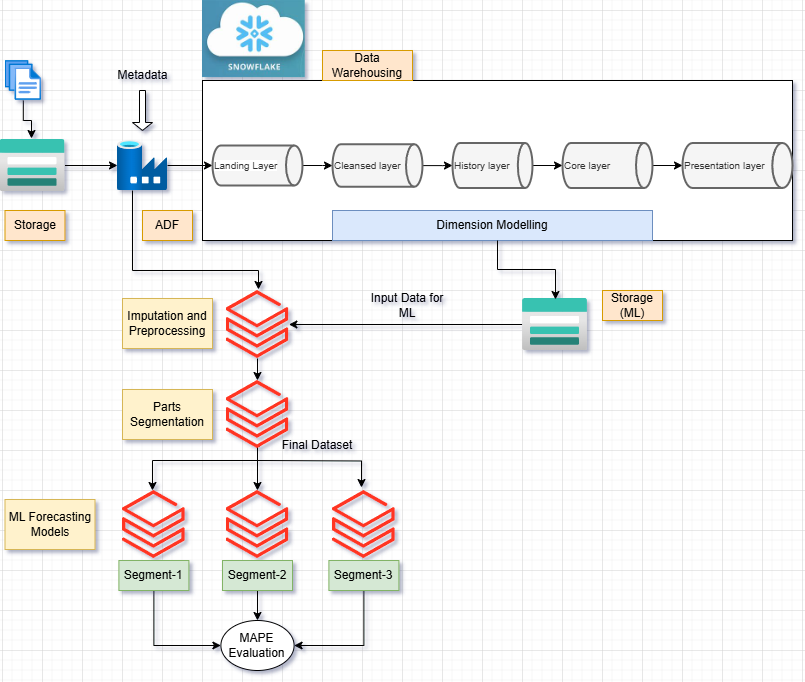 SNOWFLAKE
Data
Warehousing
Metadata
Landing Layer
Cleansed layer
History layer
Core layer
Presentation layer
Storage
ADF
Dimension Modelling
Input Data for
ML
Storage
(ML)
Imputation and
Preprocessing
Parts
Segmentation
Final Dataset
ML Forecasting
Models
Segment-1
Segment-2
Segment-3
MAPE
Evaluation